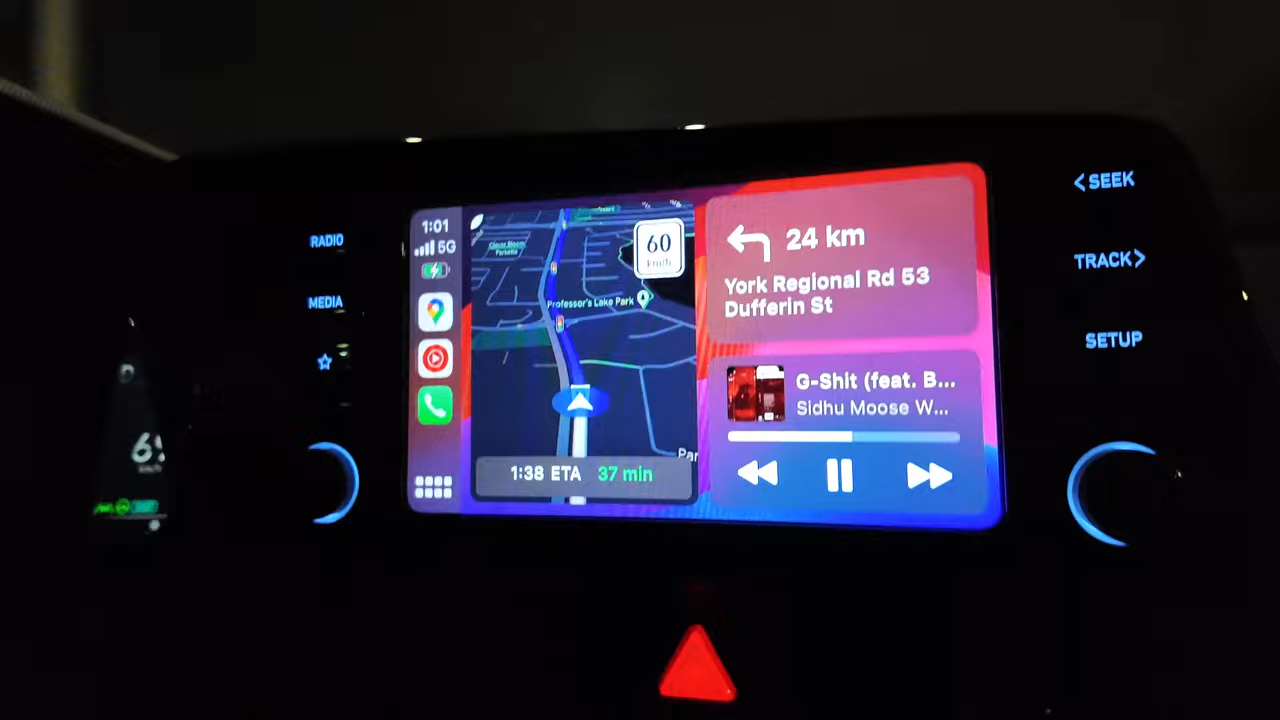 RADIO
MEDIA
1:01
5G
60
km/h
Professor's Lake Park
1:38 ETA 37 min
24 km
York Regional Rd 53
Dufferin St
G-Shit (feat. B...
Sidhu Moose W...
< SEEK
TRACK >
SETUP